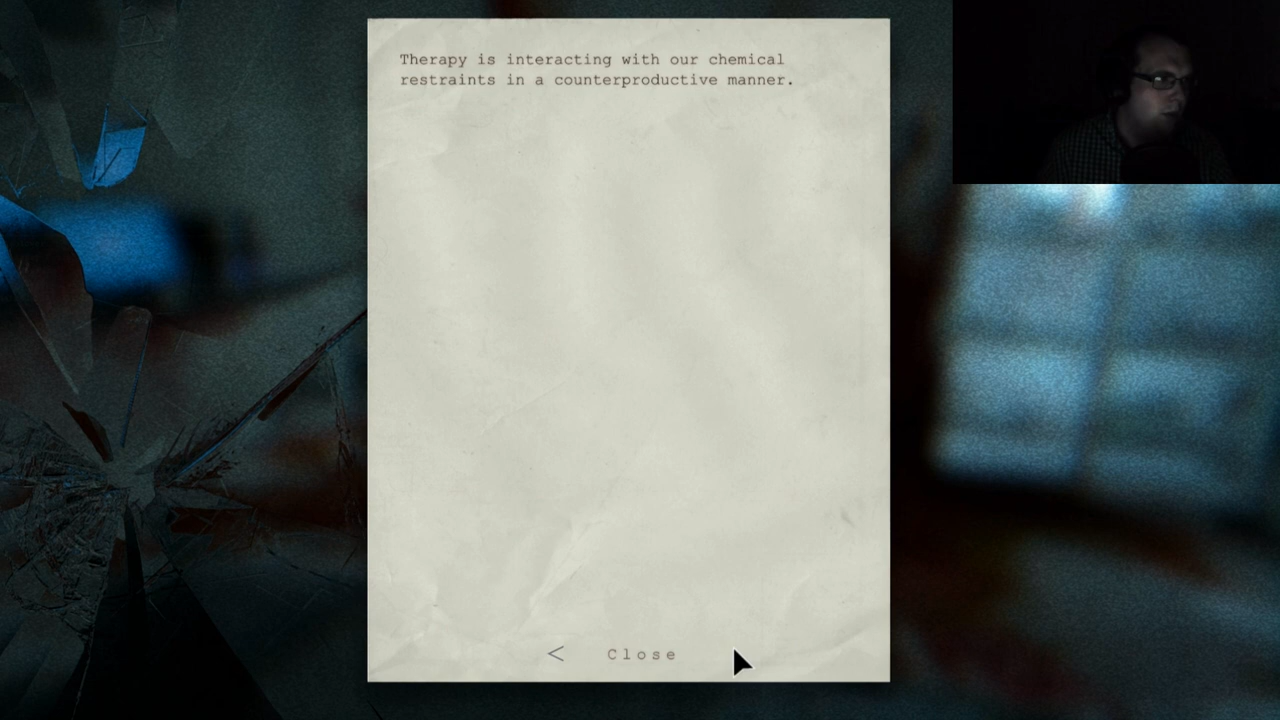 Therapy is interacting with our chemical
restraints in a counterproductive manner.
< Close